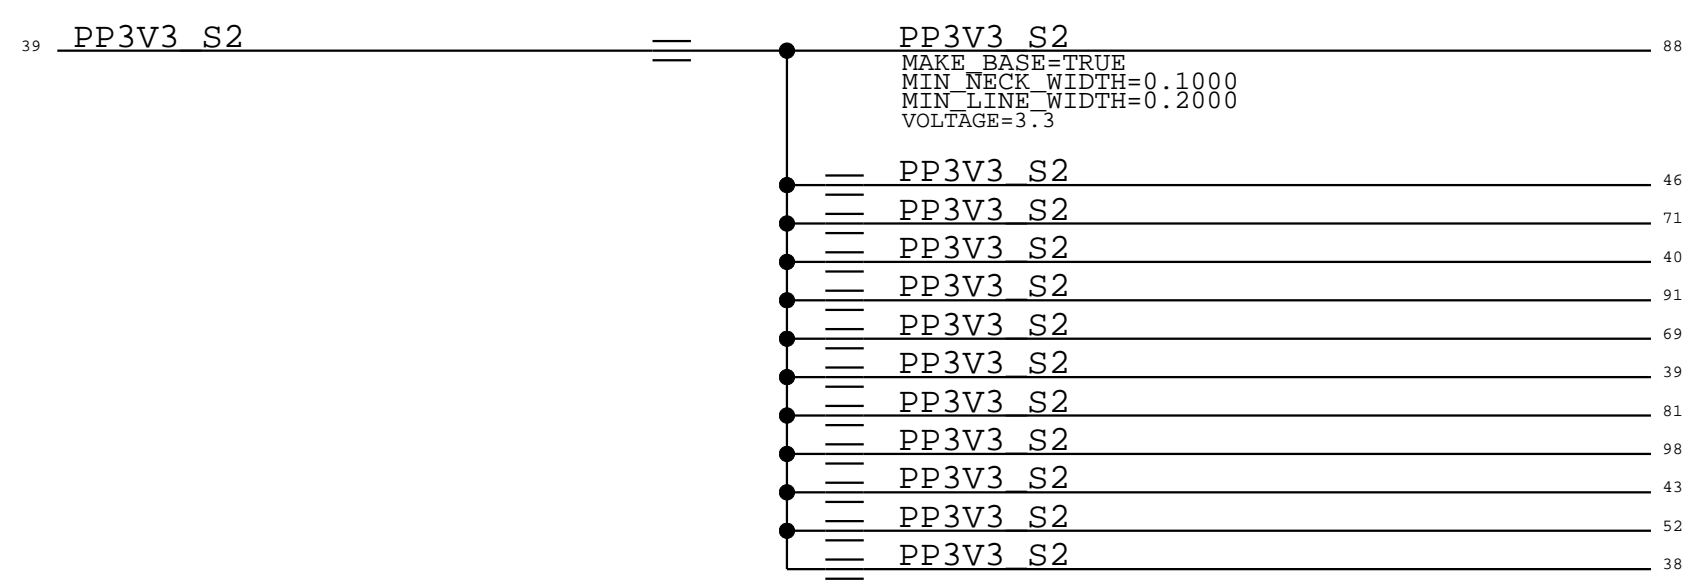 39 PP3V3_S2 PP3V3_S2 88
MAKE_BASE=TRUE
MIN_NECK_WIDTH=0.1000
MIN_LINE_WIDTH=0.2000
VOLTAGE=3.3
PP3V3_S2 46
PP3V3_S2 71
PP3V3_S2 40
PP3V3_S2 91
PP3V3_S2 69
PP3V3_S2 39
PP3V3_S2 81
PP3V3_S2 98
PP3V3_S2 43
PP3V3_S2 52
PP3V3_S2 38